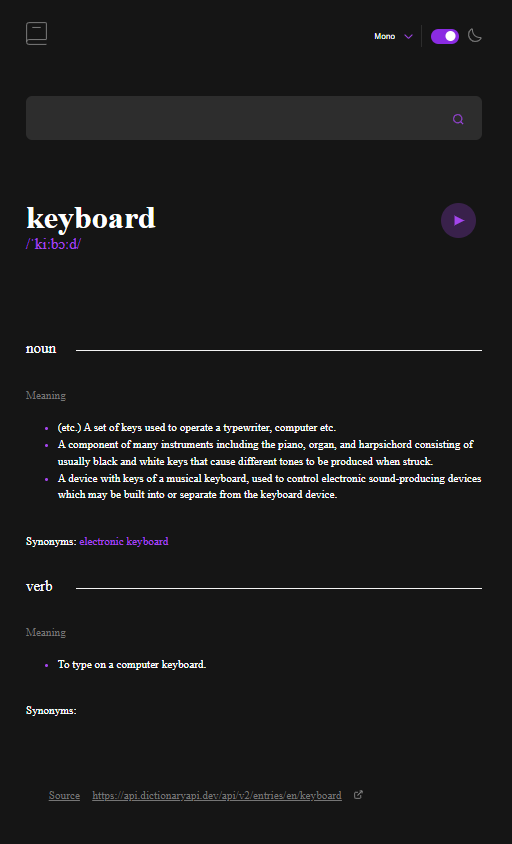 Mono
keyboard
/ˈkiːbɔːd/
noun
Meaning
(etc.) A set of keys used to operate a typewriter, computer etc.
A component of many instruments including the piano, organ, and harpsichord consisting of
usually black and white keys that cause different tones to be produced when struck.
A device with keys of a musical keyboard, used to control electronic sound-producing devices
which may be built into or separate from the keyboard device.
Synonyms: electronic keyboard
verb
Meaning
To type on a computer keyboard.
Synonyms:
Source https://api.dictionaryapi.dev/api/v2/entries/en/keyboard